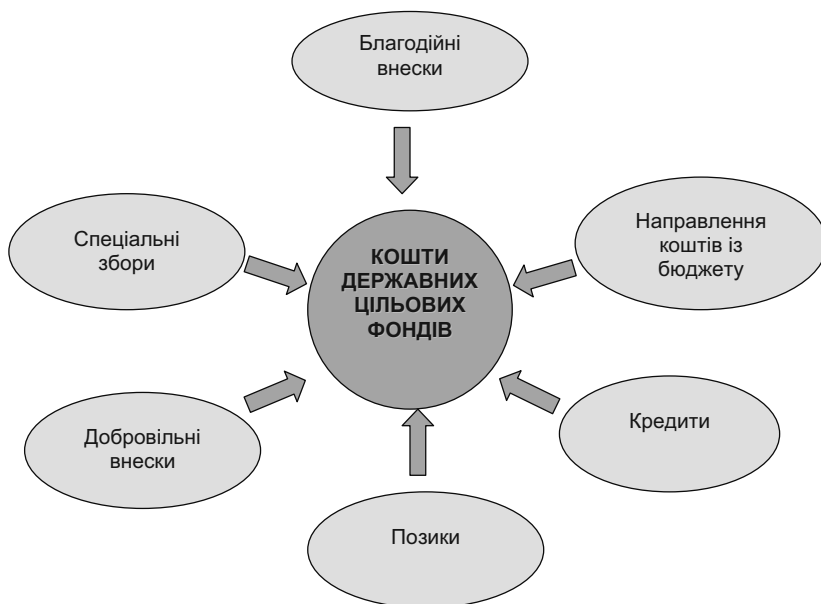 Благодійні
внески
Спеціальні
збори
Направлення
коштів із
бюджету
КОШТИ
ДЕРЖАВНИХ
ЦІЛЬОВИХ
ФОНДІВ
Добровільні
внески
Кредити
Позики